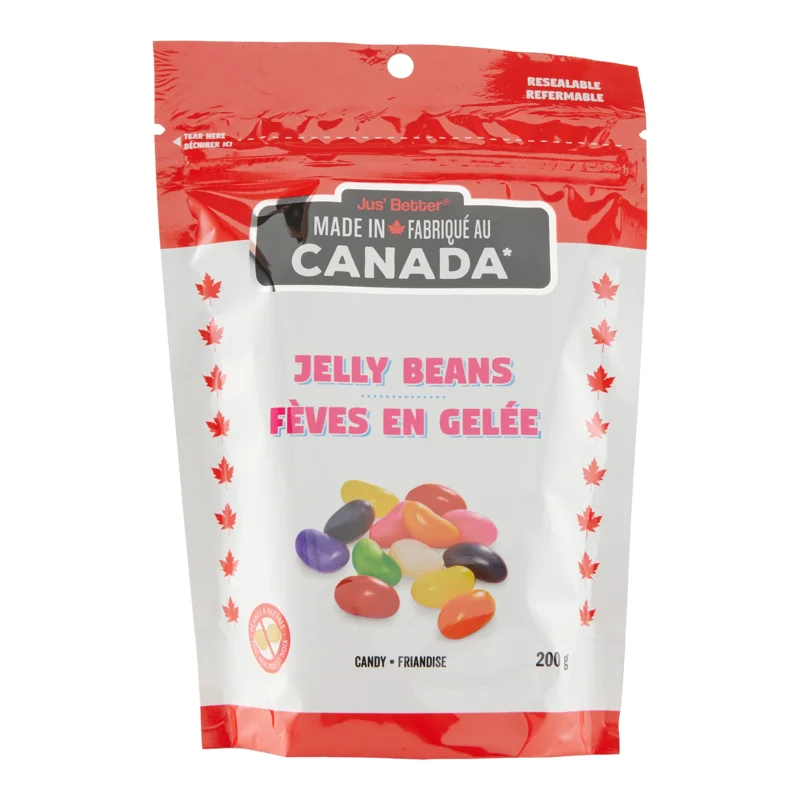 RESEALABLE
REFERMABLE
TEAR HERE
DÉCHIRER ICI
Jus' Better®
MADE IN FABRIQUÉ AU
CANADA*
JELLY BEANS
FÈVES EN GELÉE
CANDY • FRIANDISE
200 g